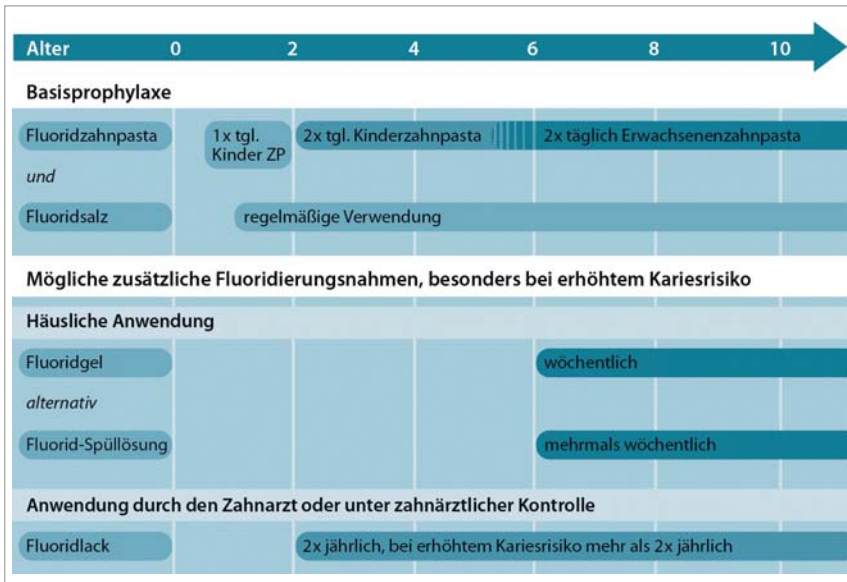 Alter 0 2 4 6 8 10
Basisprophylaxe
Fluoridzahnpasta 1x tgl. Kinder ZP 2x tgl. Kinderzahnpasta 2x täglich Erwachsenenzahnpasta
und
Fluoridsalz regelmäßige Verwendung
Mögliche zusätzliche Fluoridierungsnahmen, besonders bei erhöhtem Kariesrisiko
Häusliche Anwendung
Fluoridgel wöchentlich
alternativ
Fluorid-Spüllösung mehrmals wöchentlich
Anwendung durch den Zahnarzt oder unter zahnärztlicher Kontrolle
Fluoridlack 2x jährlich, bei erhöhtem Kariesrisiko mehr als 2x jährlich